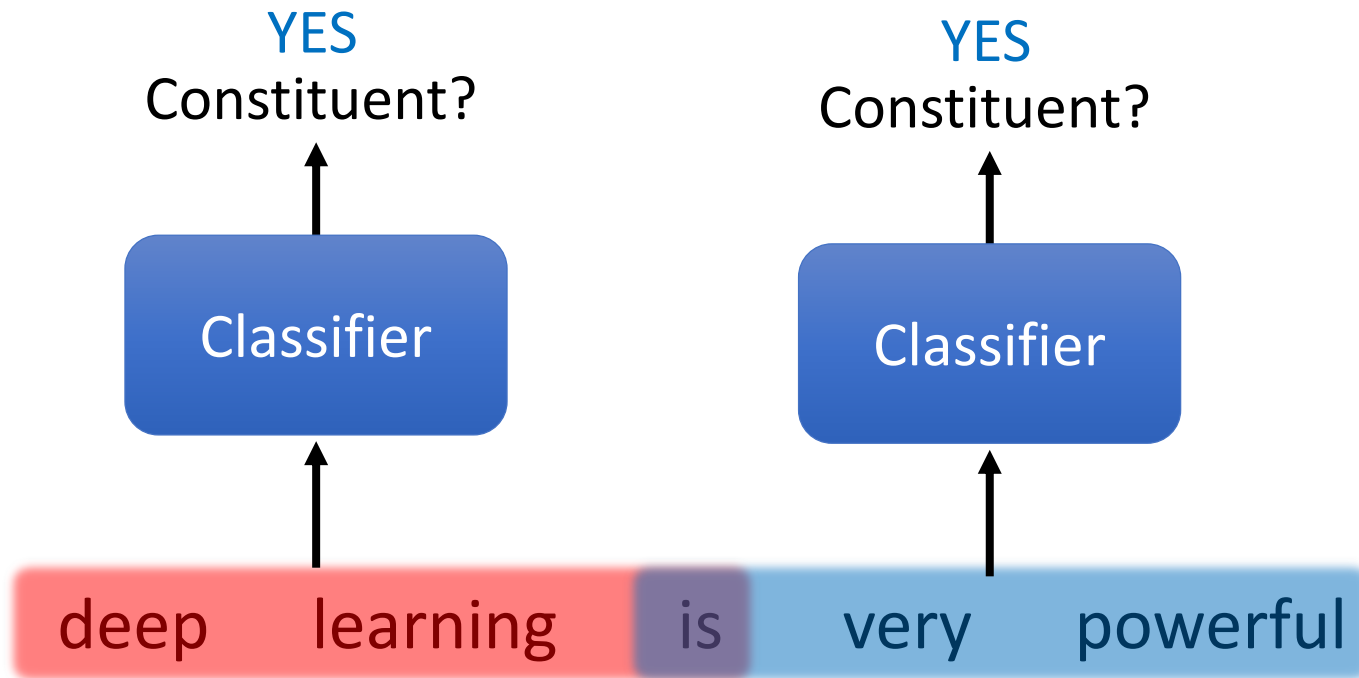 YES
Constituent?
Classifier
YES
Constituent?
Classifier
deep learning is very powerful